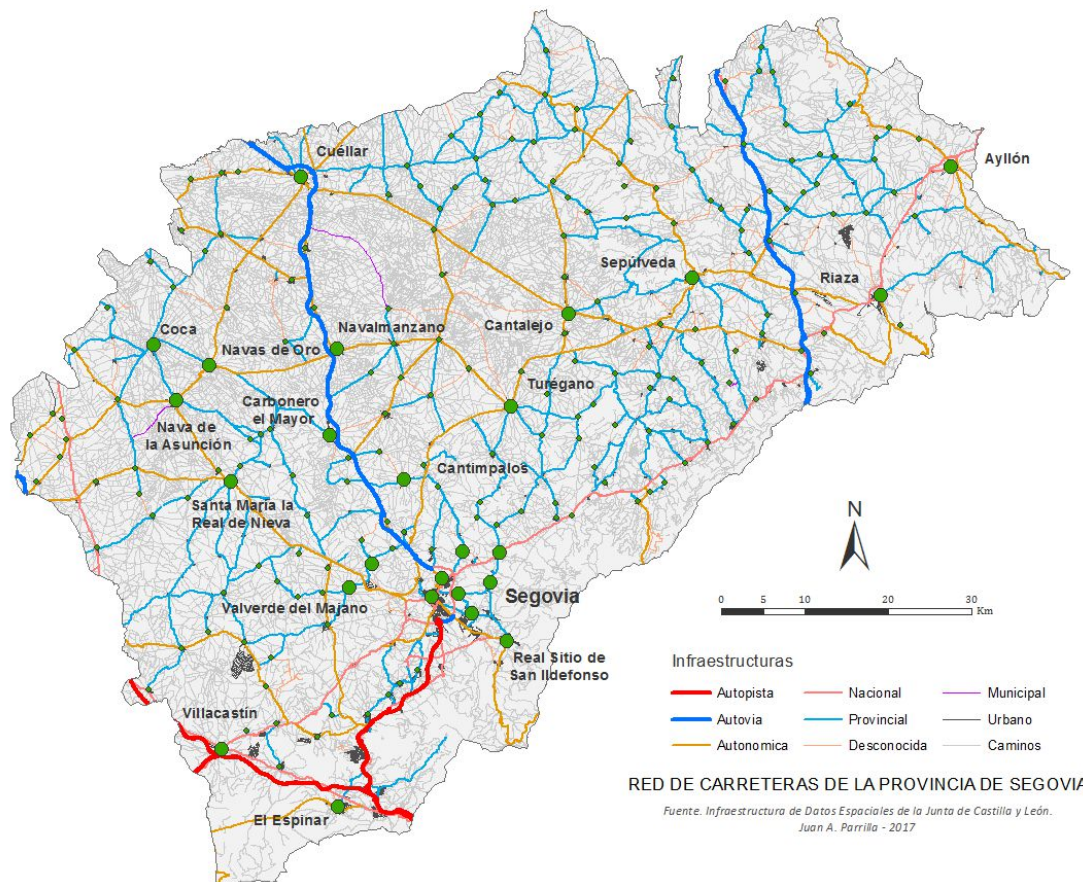 Cuéllar
Ayllón
Sepúlveda
Riaza
Coca
Navalmanzano
Cantalejo
Navas de Oro
Turégano
Carbonero
el Mayor
Nava de
la Asunción
Cantimpalos
Santa María la
Real de Nieva
N
Segovia
Valverde del Majano
0 5 10 20 30
Km
Real Sitio de
San Ildefonso
Infraestructuras
Autopista Nacional Municipal
Villacastín
Autovia Provincial Urbano
Autonomica Desconocida Caminos
RED DE CARRETERAS DE LA PROVINCIA DE SEGOVIA
El Espinar
Fuente. Infraestructura de Datos Espaciales de la Junta de Castilla y León.
Juan A. Parrilla - 2017